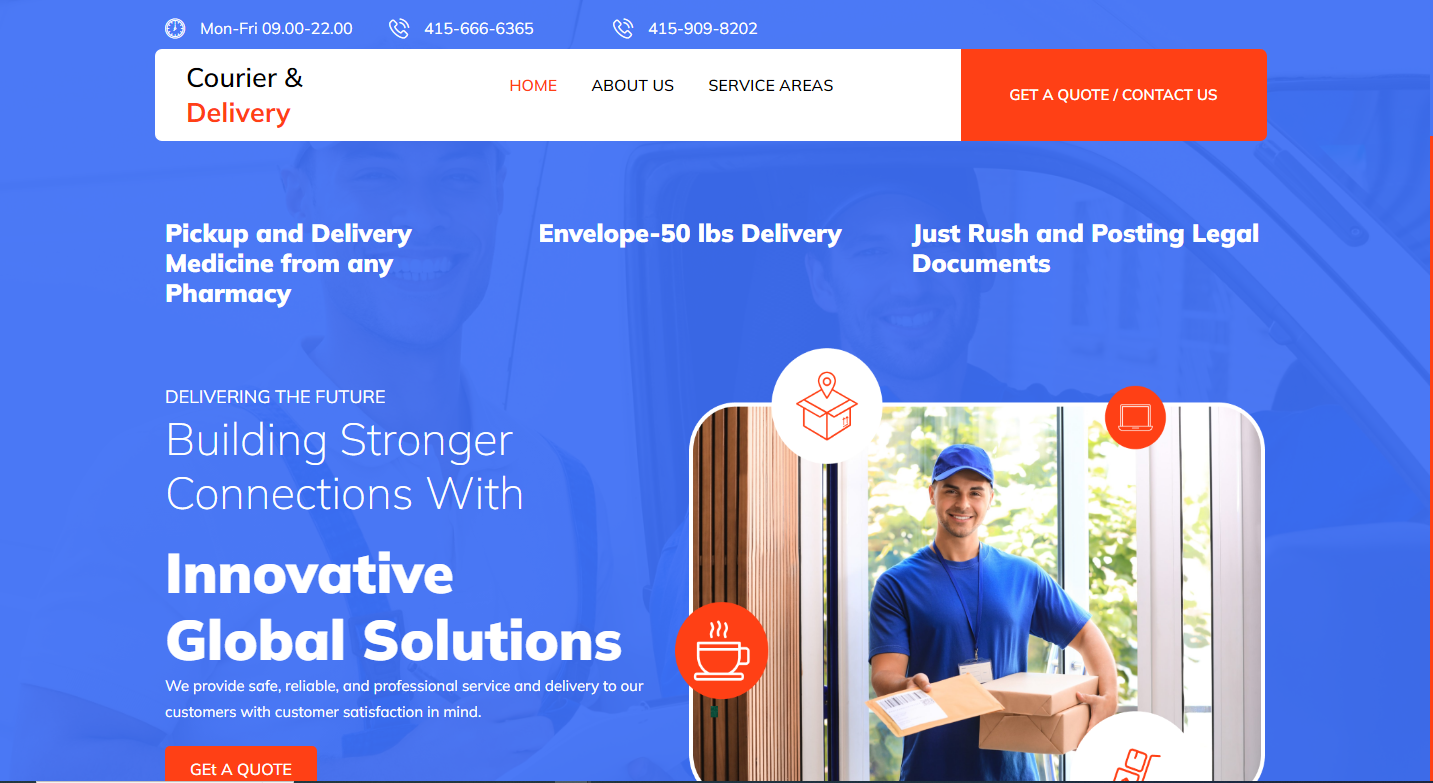 Mon-Fri 09.00-22.00
415-666-6365
415-909-8202
Courier &
Delivery
HOME
ABOUT US
SERVICE AREAS
GET A QUOTE / CONTACT US
Pickup and Delivery
Medicine from any
Pharmacy
Envelope-50 lbs Delivery
Just Rush and Posting Legal
Documents
DELIVERING THE FUTURE
Building Stronger
Connections With
Innovative
Global Solutions
We provide safe, reliable, and professional service and delivery to our
customers with customer satisfaction in mind.
GEt A QUOTE